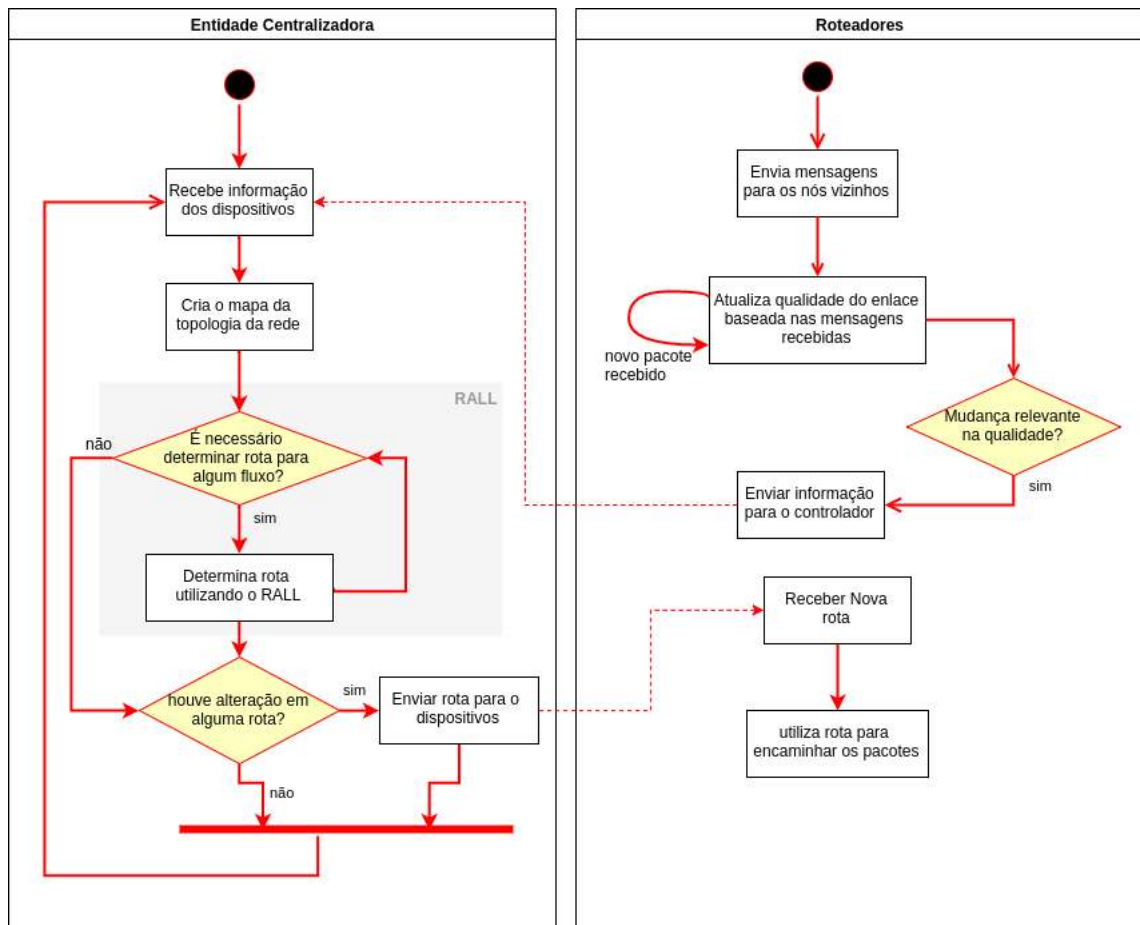 Entidade Centralizadora
Recebe informação
dos dispositivos
Cria o mapa da
topologia da rede
RALL
não
É necessário
determinar rota para
algum fluxo?
sim
Determina rota
utilizando o RALL
houve alteração em
alguma rota?
sim
Enviar rota para o
dispositivos
não
Roteadores
Envia mensagens
para os nós vizinhos
Atualiza qualidade do enlace
baseada nas mensagens
recebidas
novo pacote
recebido
Mudança relevante
na qualidade?
sim
Enviar informação
para o controlador
Receber Nova
rota
utiliza rota para
encaminhar os pacotes